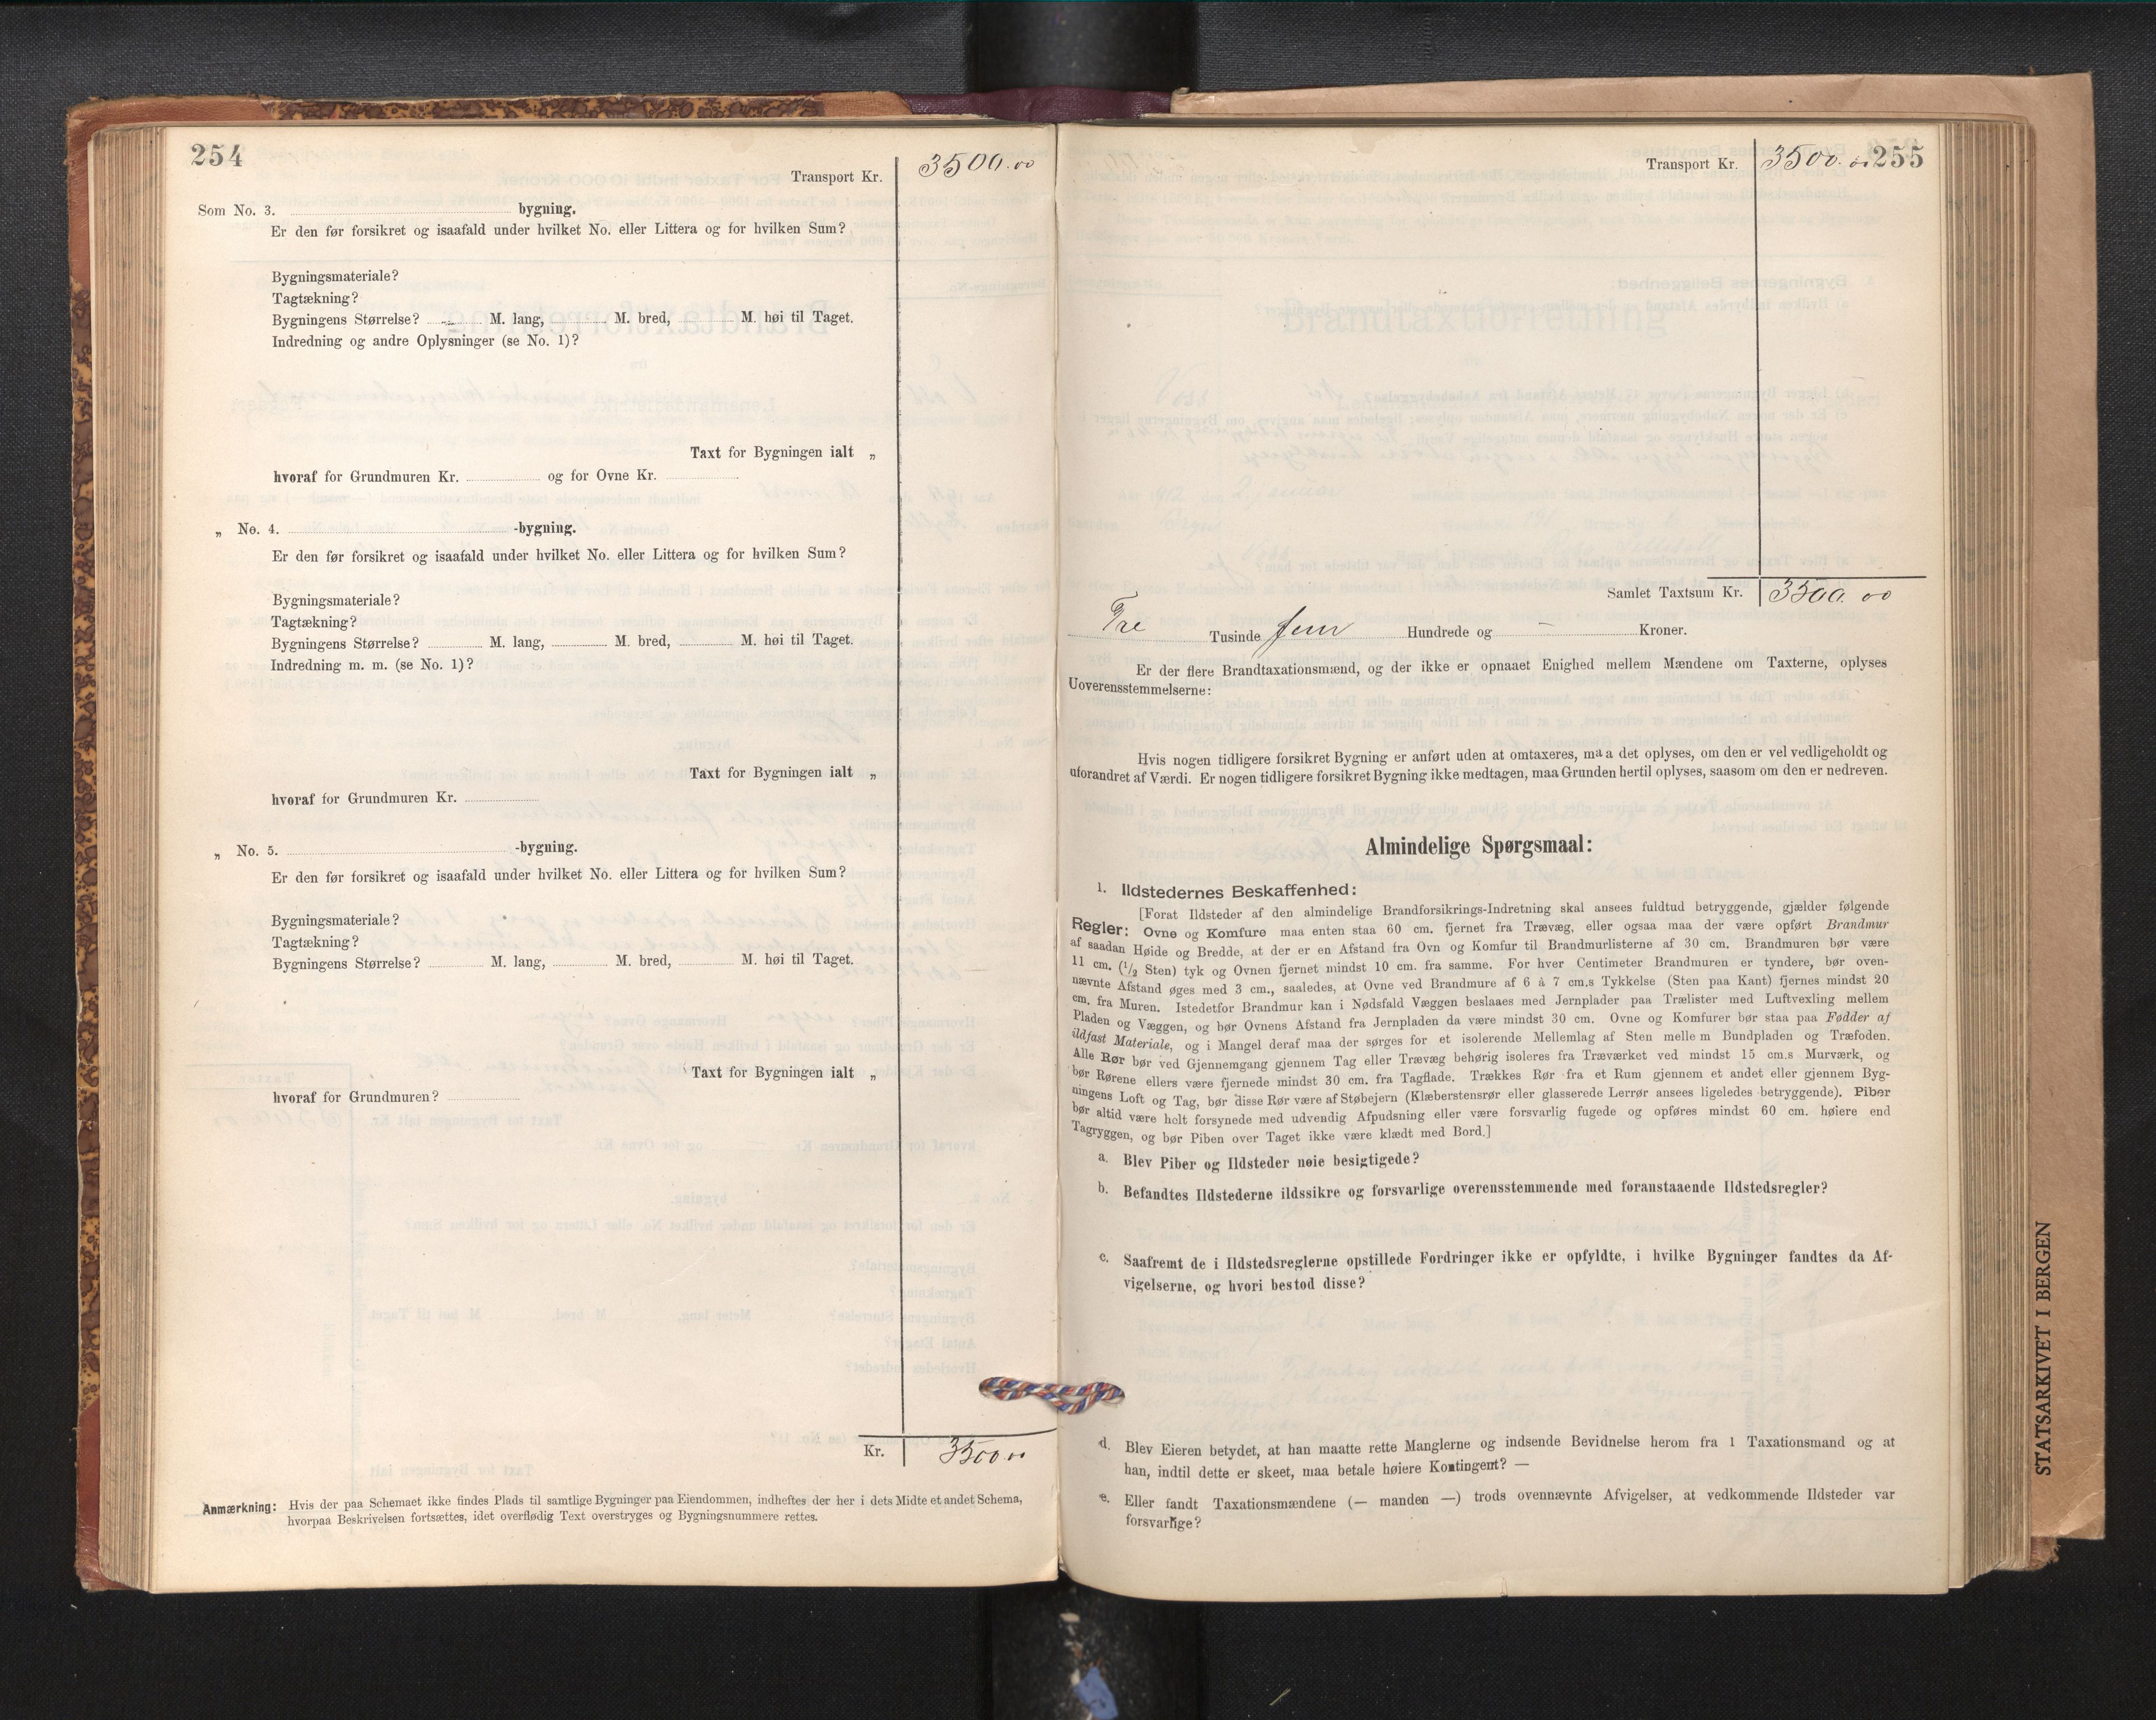 254
Transport Kr. 3500.00
Som No. 3. bygning.
Er den før forsikret og isaafald under hvilket No. eller Littera og for hvilken Sum?
Bygningsmateriale?
Tagtækning?
Bygningens Størrelse? M. lang, M. bred, M. høi til Taget.
Indredning og andre Oplysninger (se No. 1)?
Taxt for Bygningen ialt „
hvoraf for Grundmuren Kr. og for Ovne Kr.
„ No. 4. -bygning.
Er den før forsikret og isaafald under hvilket No. eller Littera og for hvilken Sum?
Bygningsmateriale?
Tagtækning?
Bygningens Størrelse? M. lang, M. bred, M. høi til Taget.
Indredning m. m. (se No. 1)?
Taxt for Bygningen ialt „
hvoraf for Grundmuren Kr.
„ No. 5. -bygning.
Er den før forsikret og isaafald under hvilket No. eller Littera og for hvilken Sum?
Bygningsmateriale?
Tagtækning?
Bygningens Størrelse? M. lang, M. bred, M. høi til Taget.
Taxt for Bygningen ialt „
hvoraf for Grundmuren?
Kr. 3500.00
Anmærkning: Hvis der paa Schemaet ikke findes Plads til samtlige Bygninger paa Eiendommen, indheftes der her i dets Midte et andet Schema,
hvorpaa Beskrivelsen fortsættes, idet overflødig Text overstryges og Bygningsnummere rettes.
Transport Kr. 3500.00 255
Samlet Taxtsum Kr. 3500.00
Tre Tusinde fem Hundrede og – Kroner.
Er der flere Brandtaxationsmænd, og der ikke er opnaaet Enighed mellem Mændene om Taxterne, oplyses
Uoverensstemmelserne:
Hvis nogen tidligere forsikret Bygning er anført uden at omtaxeres, maa det oplyses, om den er vel vedligeholdt og
uforandret af Værdi. Er nogen tidligere forsikret Bygning ikke medtagen, maa Grunden hertil oplyses, saasom om den er nedreven.
Almindelige Spørgsmaal:
1. Ildstedernes Beskaffenhed:
[Forat Ildsteder af den almindelige Brandforsikrings-Indretning skal ansees fuldtud betryggende, gjælder følgende
Regler: Ovne og Komfure maa enten staa 60 cm. fjernet fra Trævæg, eller ogsaa maa der være opført Brandmur
af saadan Høide og Bredde, at der er en Afstand fra Ovn og Komfur til Brandmurlisterne af 30 cm. Brandmuren bør være
11 cm. (1/2 Sten) tyk og Ovnen fjernet mindst 10 cm. fra samme. For hver Centimeter Brandmuren er tyndere, bør oven-
nævnte Afstand øges med 3 cm., saaledes, at Ovne ved Brandmure af 6 à 7 cm.s Tykkelse (Sten paa Kant) fjernes mindst 20
cm. fra Muren. Istedetfor Brandmur kan i Nødsfald Væggen beslaaes med Jernplader paa Trælister med Luftvexling mellem
Pladen og Væggen, og bør Ovnens Afstand fra Jernpladen da være mindst 30 cm. Ovne og Komfurer bør staa paa Fødder af
ildfast Materiale, og i Mangel deraf maa der sørges for et isolerende Mellemlag af Sten mellem Bundpladen og Træfoden.
Alle Rør bør ved Gjennemgang gjennem Tag eller Trævæg behørig isoleres fra Træværket ved mindst 15 cm.s Murværk, og
bør Rørene ellers være fjernede mindst 30 cm. fra Tagflade. Trækkes Rør fra et Rum gjennem et andet eller gjennem Byg-
ningens Loft og Tag, bør disse Rør være af Støbejern (Klæberstensrør eller glasserede Lerrør ansees ligeledes betryggende). Piber
bør altid være helt forsynede med udvendig Afpudsning eller være forsvarlig fugede og opføres mindst 60 cm. høiere end
Tagryggen, og bør Piben over Taget ikke være klædt med Bord.]
a. Blev Piber og Ildsteder nøie besigtigede?
b. Befandtes Ildstederne ildssikre og forsvarlige overensstemmende med foranstaaende Ildstedsregler?
c. Saafremt de i Ildstedsreglerne opstillede Fordringer ikke er opfyldte, i hvilke Bygninger fandtes da Af-
vigelserne, og hvori bestod disse?
d. Blev Eieren betydet, at han maatte rette Manglerne og indsende Bevidnelse herom fra 1 Taxationsmand og at
han, indtil dette er skeet, maa betale høiere Kontingent? —
e. Eller fandt Taxationsmændene (— manden —) trods ovennævnte Afvigelser, at vedkommende Ildsteder var
forsvarlige?
STATSARKIVET I BERGEN